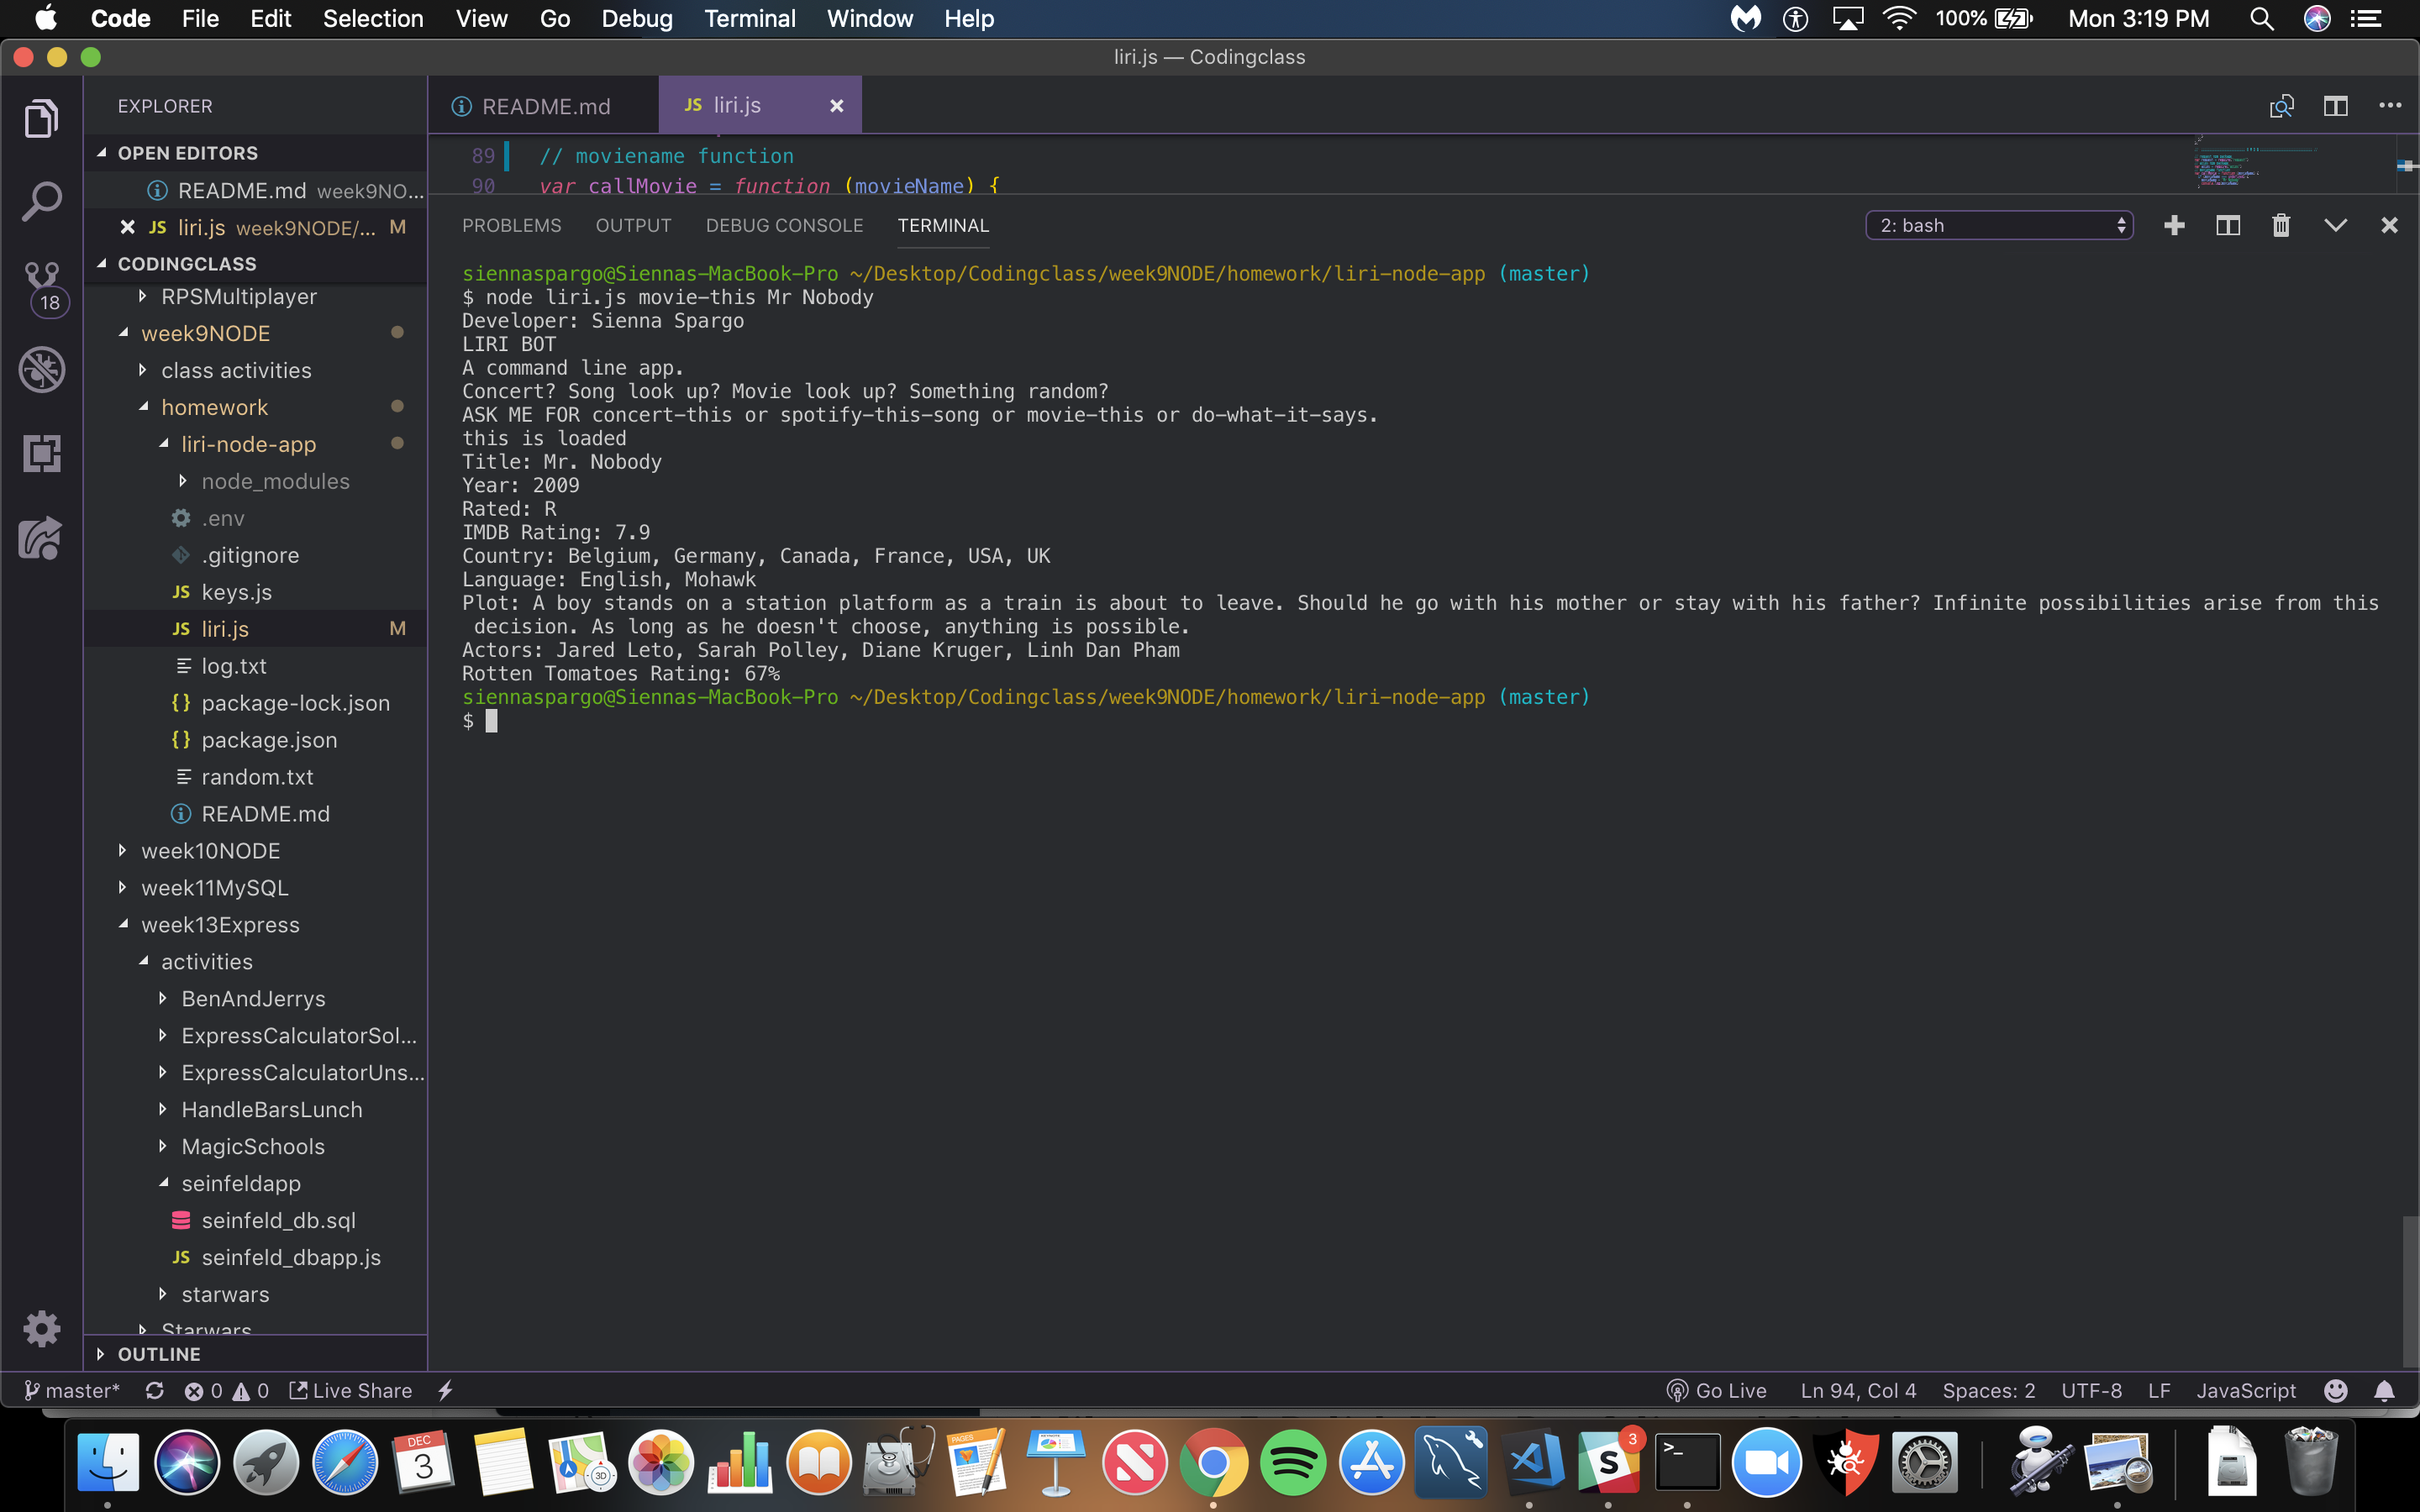 Code File Edit Selection View Go Debug Terminal Window Help 100% Mon 3:19 PM
liri.js — Codingclass
EXPLORER
OPEN EDITORS
README.md week9NO...
JS liri.js week9NODE/... M
CODINGCLASS
RPSMultiplayer
18
week9NODE
class activities
homework
liri-node-app
node_modules
.env
.gitignore
JS keys.js
JS liri.js M
log.txt
{} package-lock.json
{} package.json
random.txt
README.md
week10NODE
week11MySQL
week13Express
activities
BenAndJerrys
ExpressCalculatorSol...
ExpressCalculatorUns...
HandleBarsLunch
MagicSchools
seinfeldapp
seinfeld_db.sql
JS seinfeld_dbapp.js
starwars
Starwars
OUTLINE
README.md JS liri.js
89 // moviename function
90 var callMovie = function (movieName) {
PROBLEMS OUTPUT DEBUG CONSOLE TERMINAL 2: bash
siennaspargo@Siennas-MacBook-Pro ~/Desktop/Codingclass/week9NODE/homework/liri-node-app (master)
$ node liri.js movie-this Mr Nobody
Developer: Sienna Spargo
LIRI BOT
A command line app.
Concert? Song look up? Movie look up? Something random?
ASK ME FOR concert-this or spotify-this-song or movie-this or do-what-it-says.
this is loaded
Title: Mr. Nobody
Year: 2009
Rated: R
IMDB Rating: 7.9
Country: Belgium, Germany, Canada, France, USA, UK
Language: English, Mohawk
Plot: A boy stands on a station platform as a train is about to leave. Should he go with his mother or stay with his father? Infinite possibilities arise from this
decision. As long as he doesn't choose, anything is possible.
Actors: Jared Leto, Sarah Polley, Diane Kruger, Linh Dan Pham
Rotten Tomatoes Rating: 67%
siennaspargo@Siennas-MacBook-Pro ~/Desktop/Codingclass/week9NODE/homework/liri-node-app (master)
$
master* 0 0 Live Share Go Live Ln 94, Col 4 Spaces: 2 UTF-8 LF JavaScript
DEC
3
3D
PAGES
S
3
>_